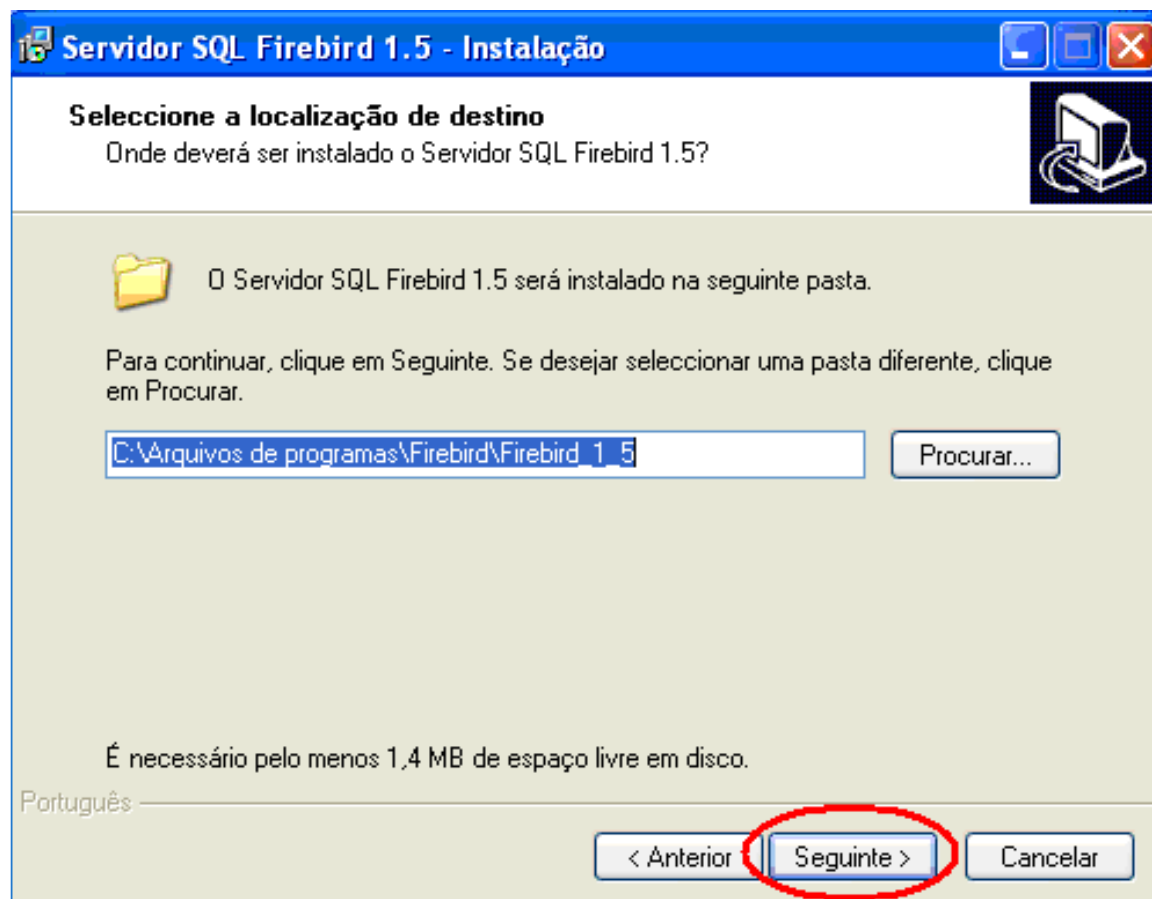 Servidor SQL Firebird 1.5 - Instalação
Seleccione a localização de destino
Onde deverá ser instalado o Servidor SQL Firebird 1.5?
O Servidor SQL Firebird 1.5 será instalado na seguinte pasta.
Para continuar, clique em Seguinte. Se desejar seleccionar uma pasta diferente, clique
em Procurar.
C:\Arquivos de programas\Firebird\Firebird_1_5 Procurar...
É necessário pelo menos 1,4 MB de espaço livre em disco.
Português
< Anterior Seguinte > Cancelar